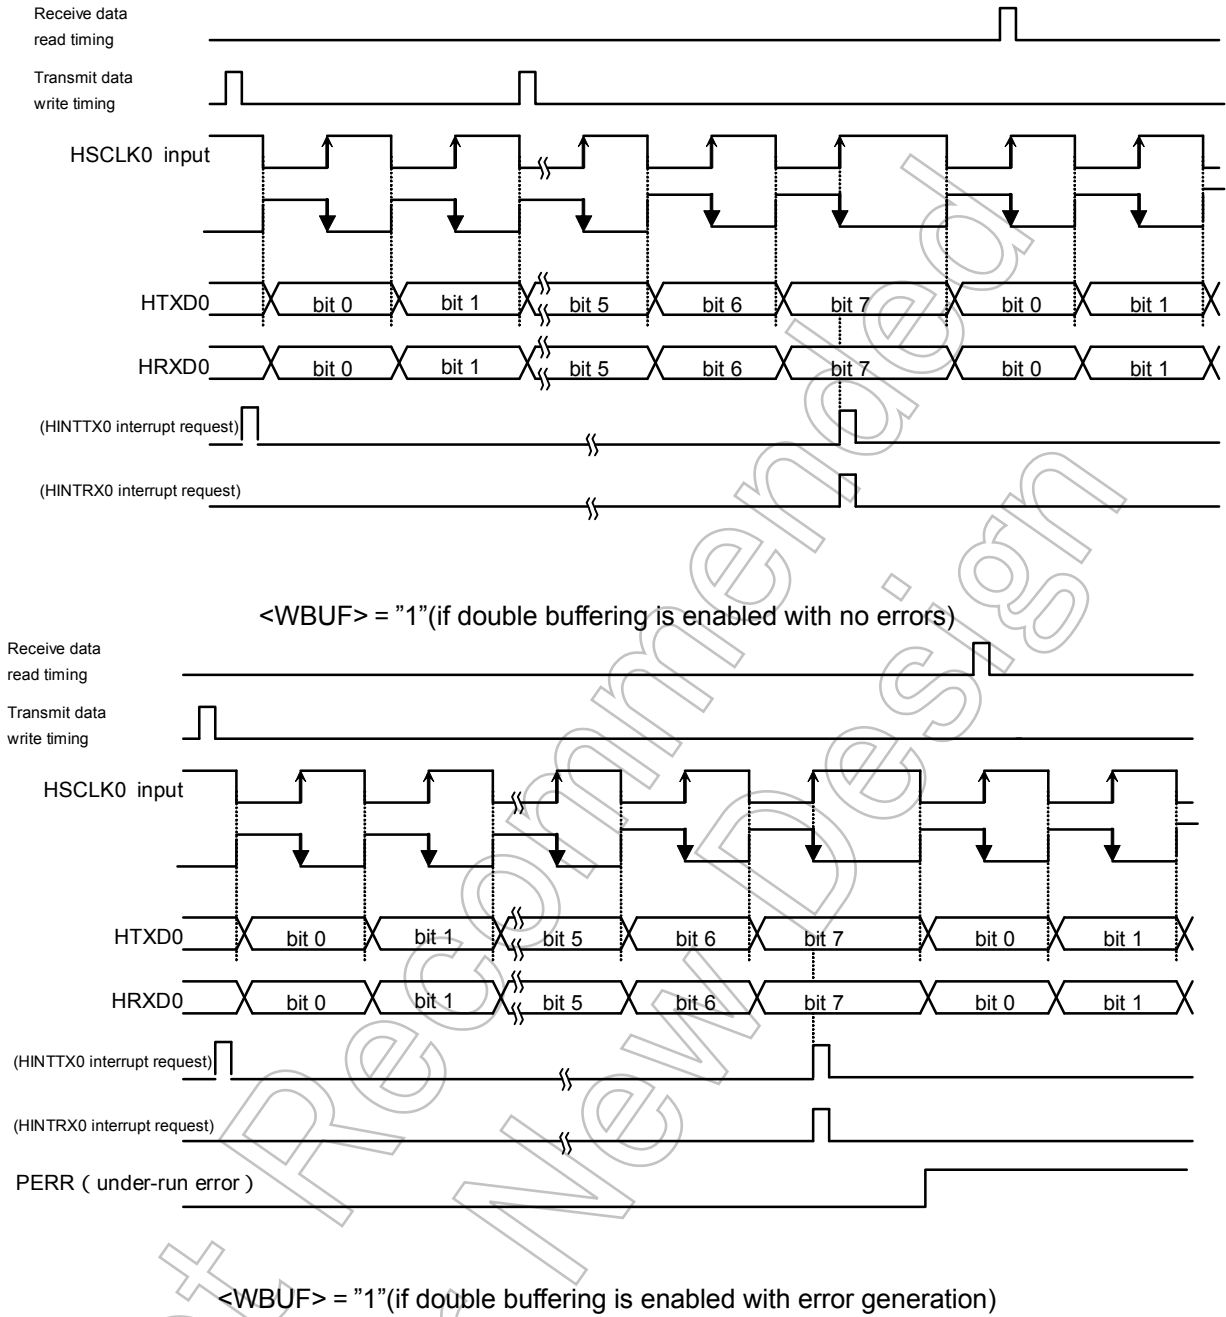 Receive data
read timing
Transmit data
write timing
HSCLK0 input
HTXD0 bit 0 bit 1 bit 5 bit 6 bit 7 bit 0 bit 1
HRXD0 bit 0 bit 1 bit 5 bit 6 bit 7 bit 0 bit 1
(HINTTX0 interrupt request)
(HINTRX0 interrupt request)
<WBUF> = ”1”(if double buffering is enabled with no errors)
Receive data
read timing
Transmit data
write timing
HSCLK0 input
HTXD0 bit 0 bit 1 bit 5 bit 6 bit 7 bit 0 bit 1
HRXD0 bit 0 bit 1 bit 5 bit 6 bit 7 bit 0 bit 1
(HINTTX0 interrupt request)
(HINTRX0 interrupt request)
PERR ( under-run error )
<WBUF> = ”1”(if double buffering is enabled with error generation)
Recommended
New Design